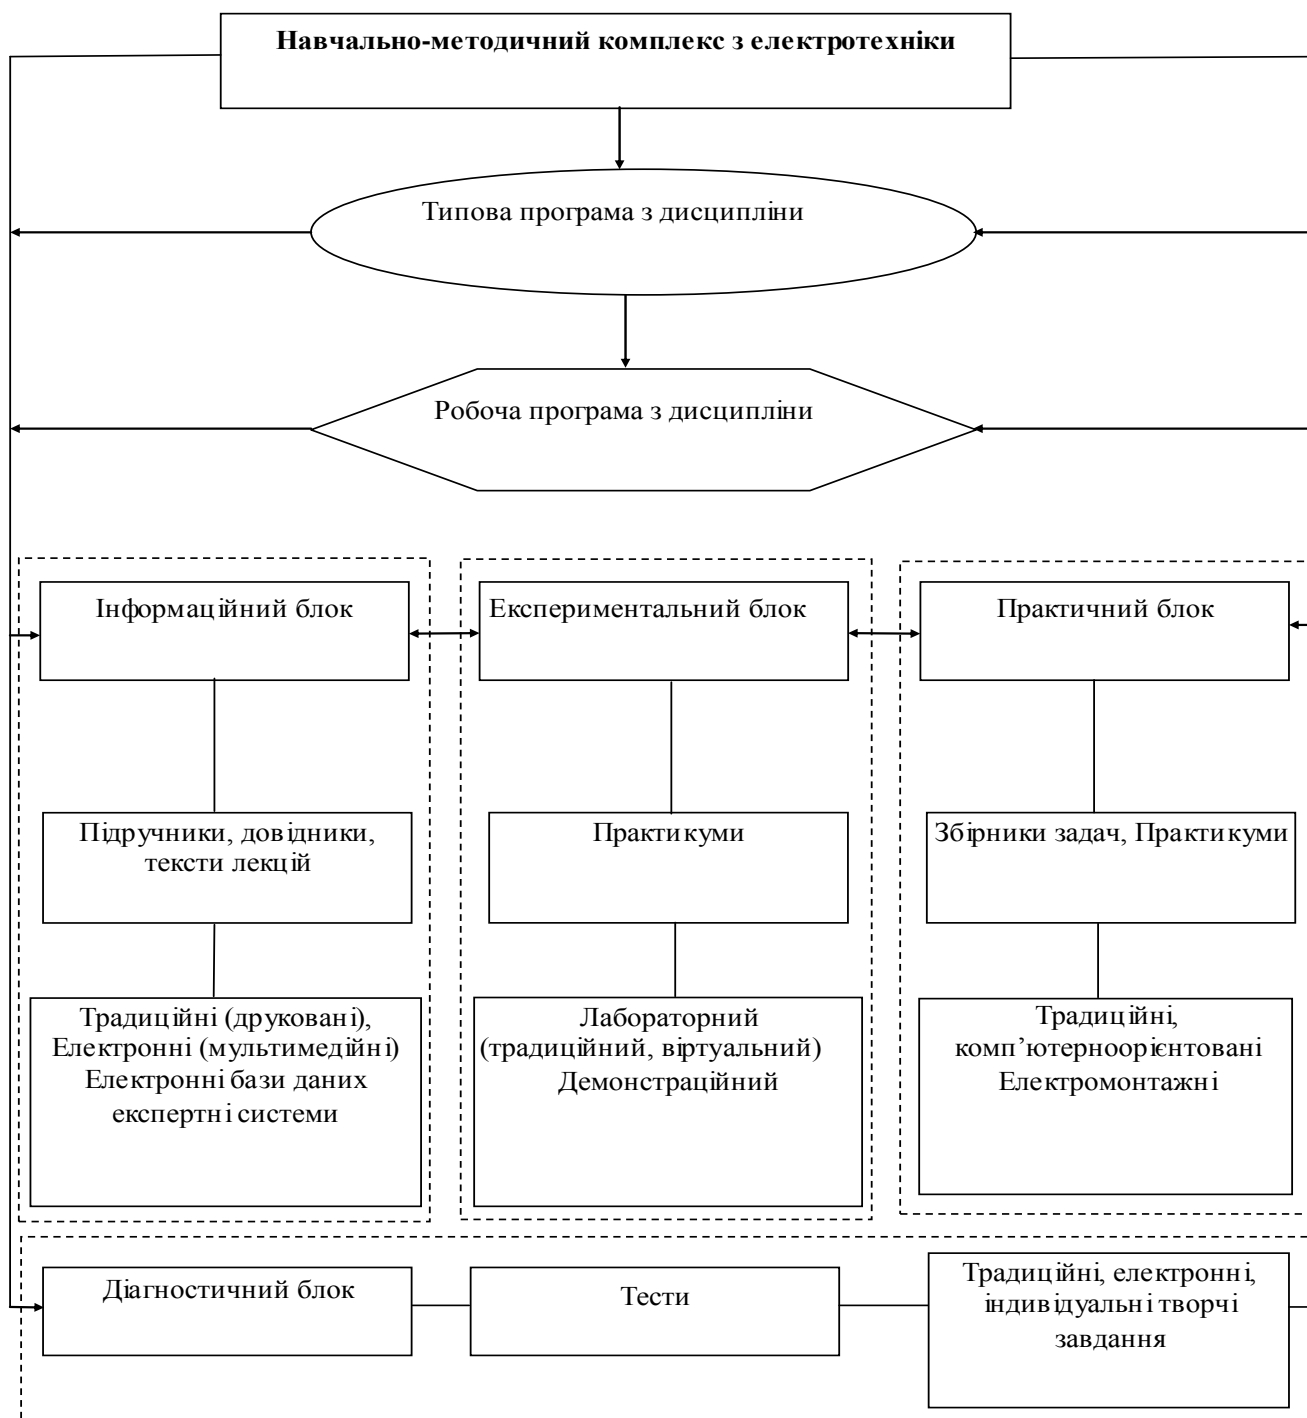 Навчально-методичний комплекс з електротехніки
Типова програма з дисципліни
Робоча програма з дисципліни
Інформаційний блок
Експериментальний блок
Практичний блок
Підручники, довідники,
тексти лекцій
Практикуми
Збірники задач, Практикуми
Традиційні (друковані),
Електронні (мультимедійні)
Електронні бази даних
експертні системи
Лабораторний
(традиційний, віртуальний)
Демонстраційний
Традиційні,
комп’ютерноорієнтовані
Електромонтажні
Діагностичний блок
Тести
Традиційні, електронні,
індивідуальні творчі
завдання